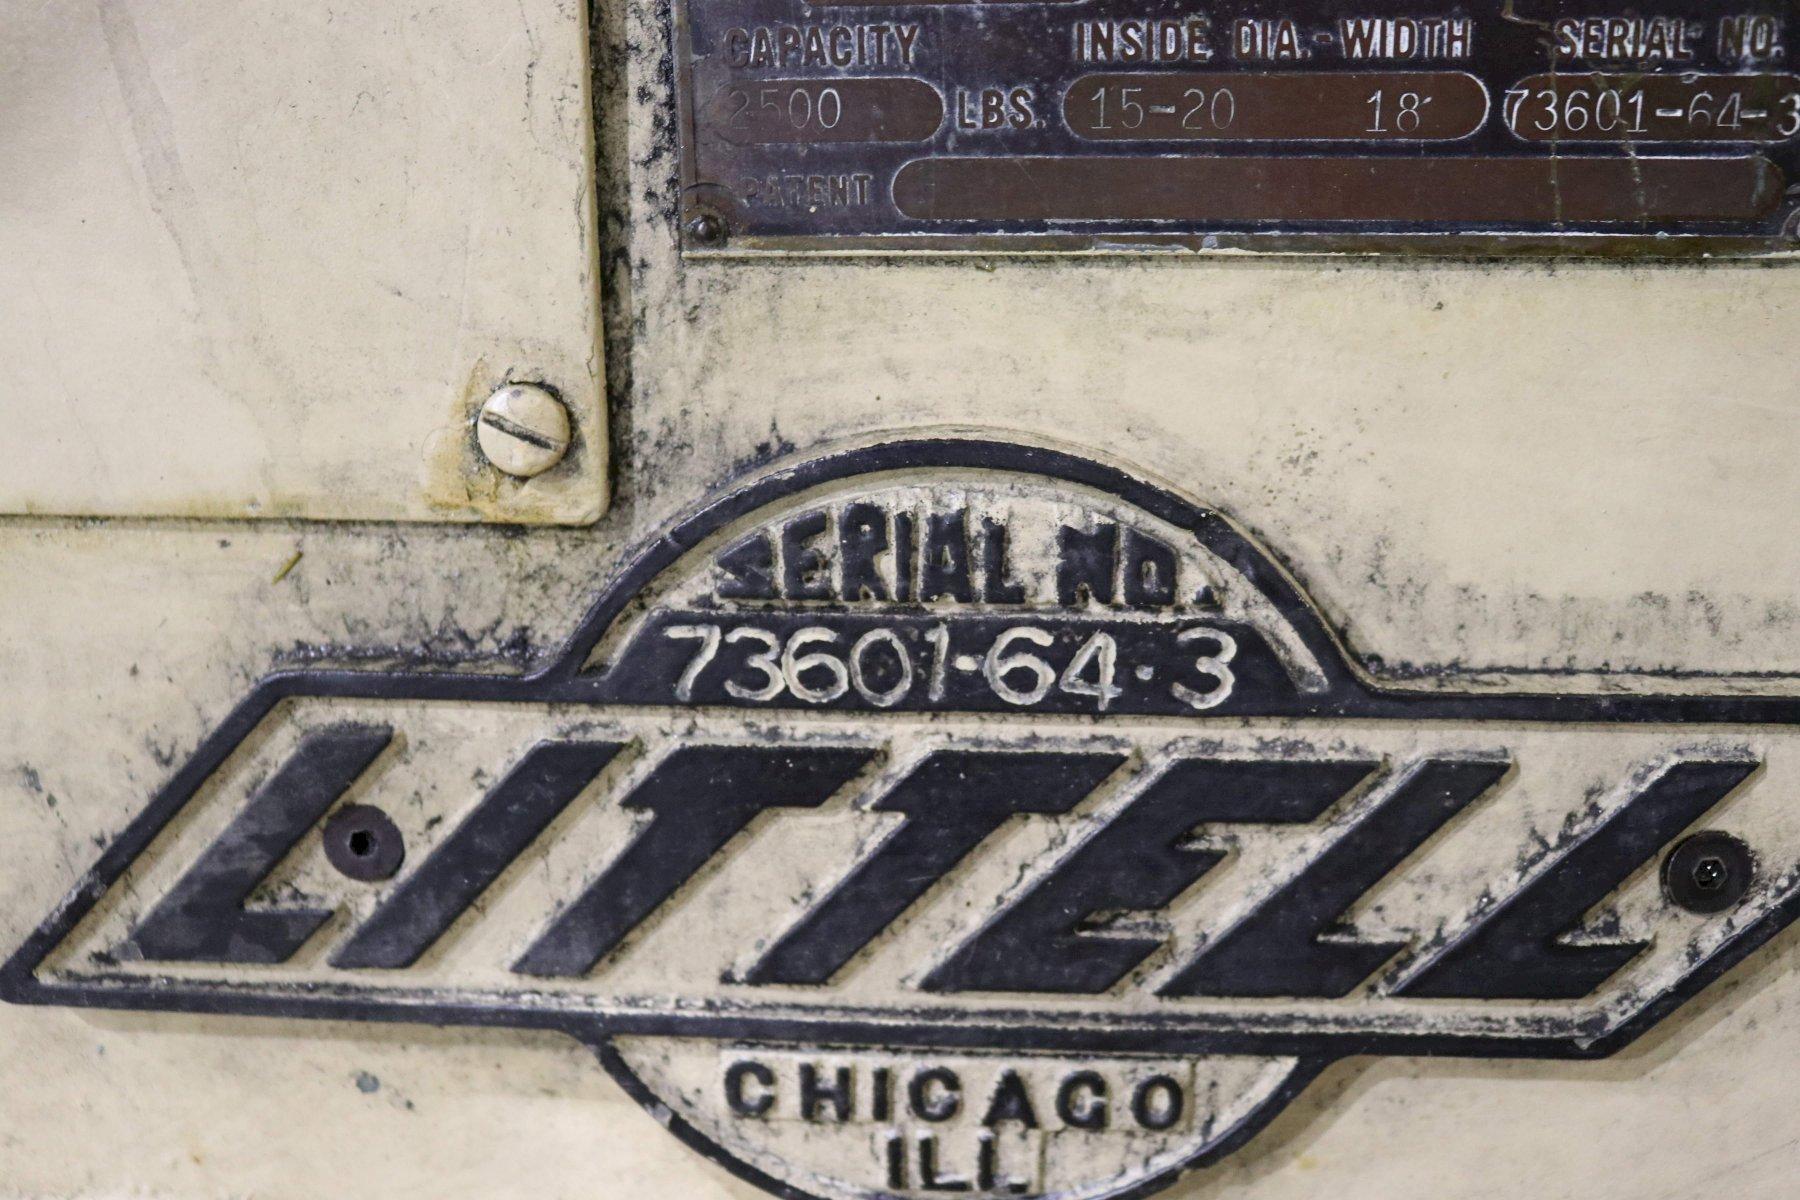 CAPACITY INSIDE DIA.-WIDTH SERIAL NO.
2500 LBS. 15-20 18 73601-64-3
PATENT
SERIAL NO.
73601-64·3
LITTELL
CHICAGO
ILL